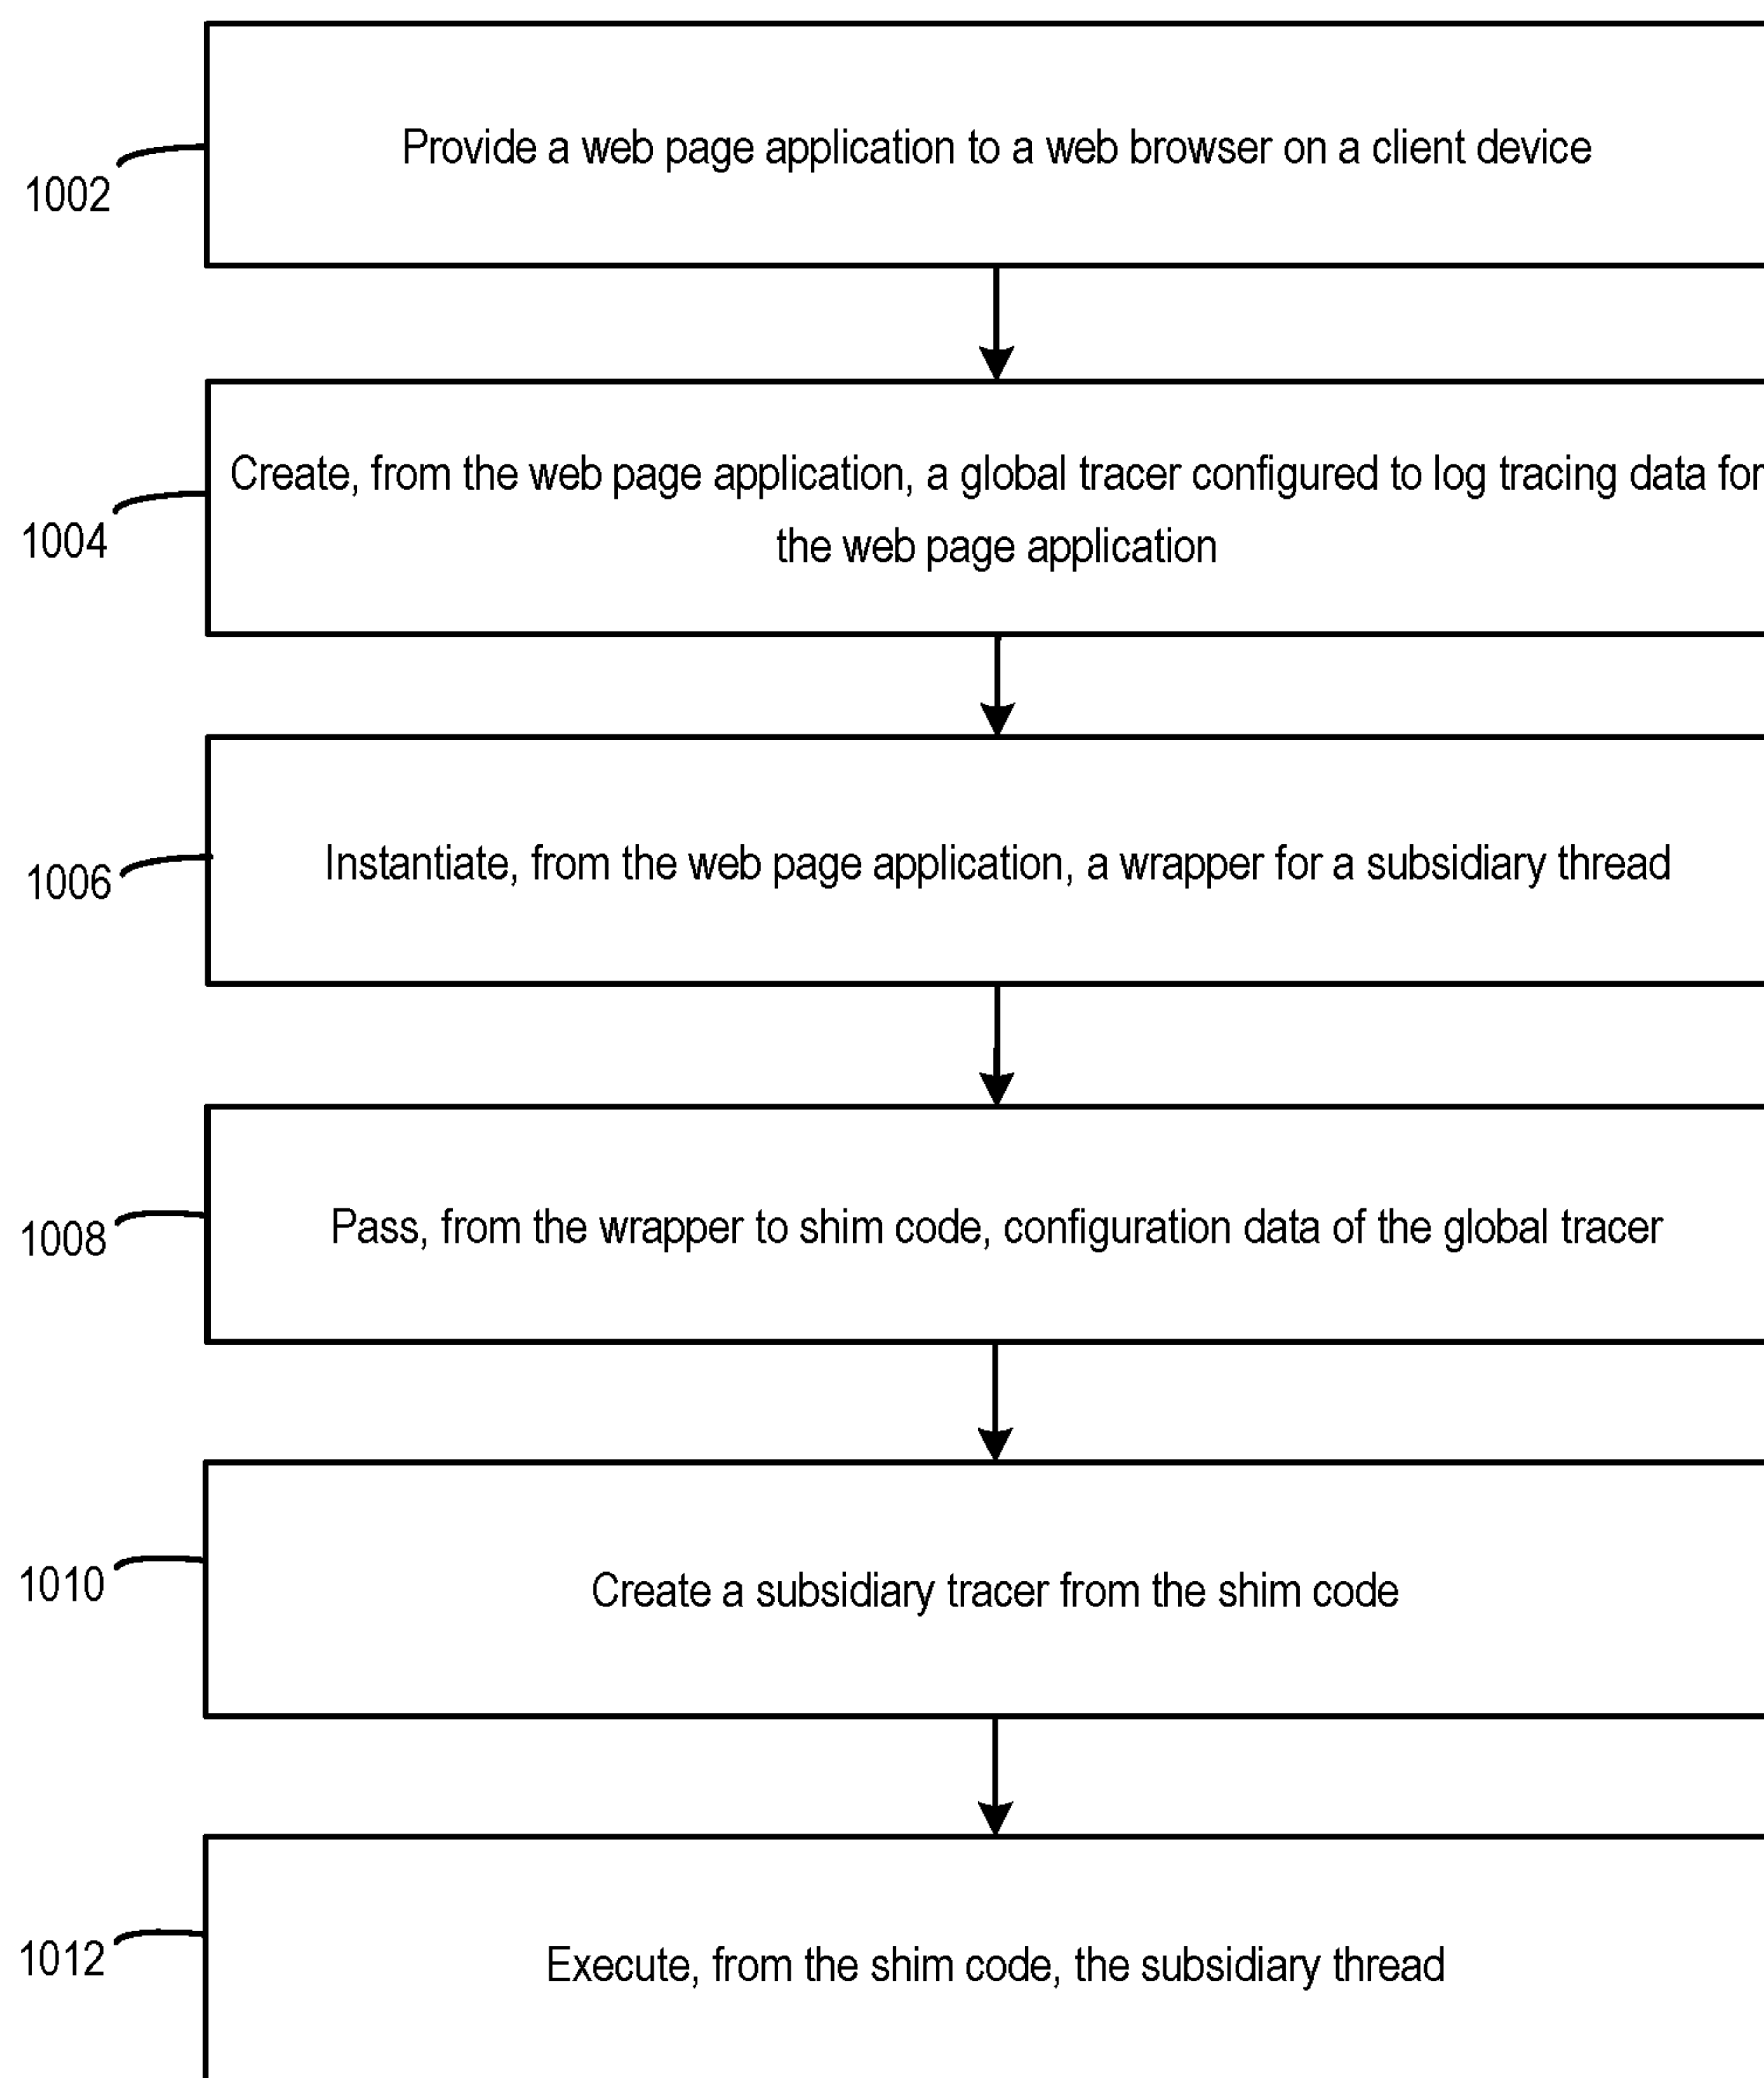 Provide a web page application to a web browser on a client device
1002
Create, from the web page application, a global tracer configured to log tracing data for
the web page application
1004
Instantiate, from the web page application, a wrapper for a subsidiary thread
1006
Pass, from the wrapper to shim code, configuration data of the global tracer
1008
Create a subsidiary tracer from the shim code
1010
Execute, from the shim code, the subsidiary thread
1012